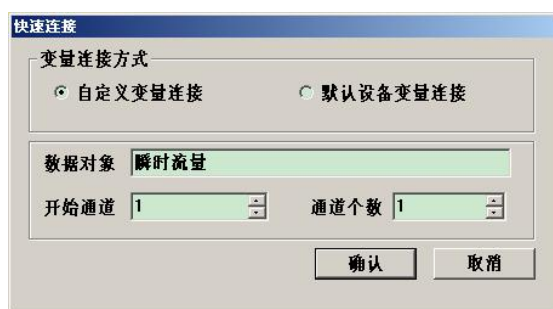 快速连接
变量连接方式
自定义变量连接 默认设备变量连接
数据对象 瞬时流量
开始通道 1 通道个数 1
确认 取消